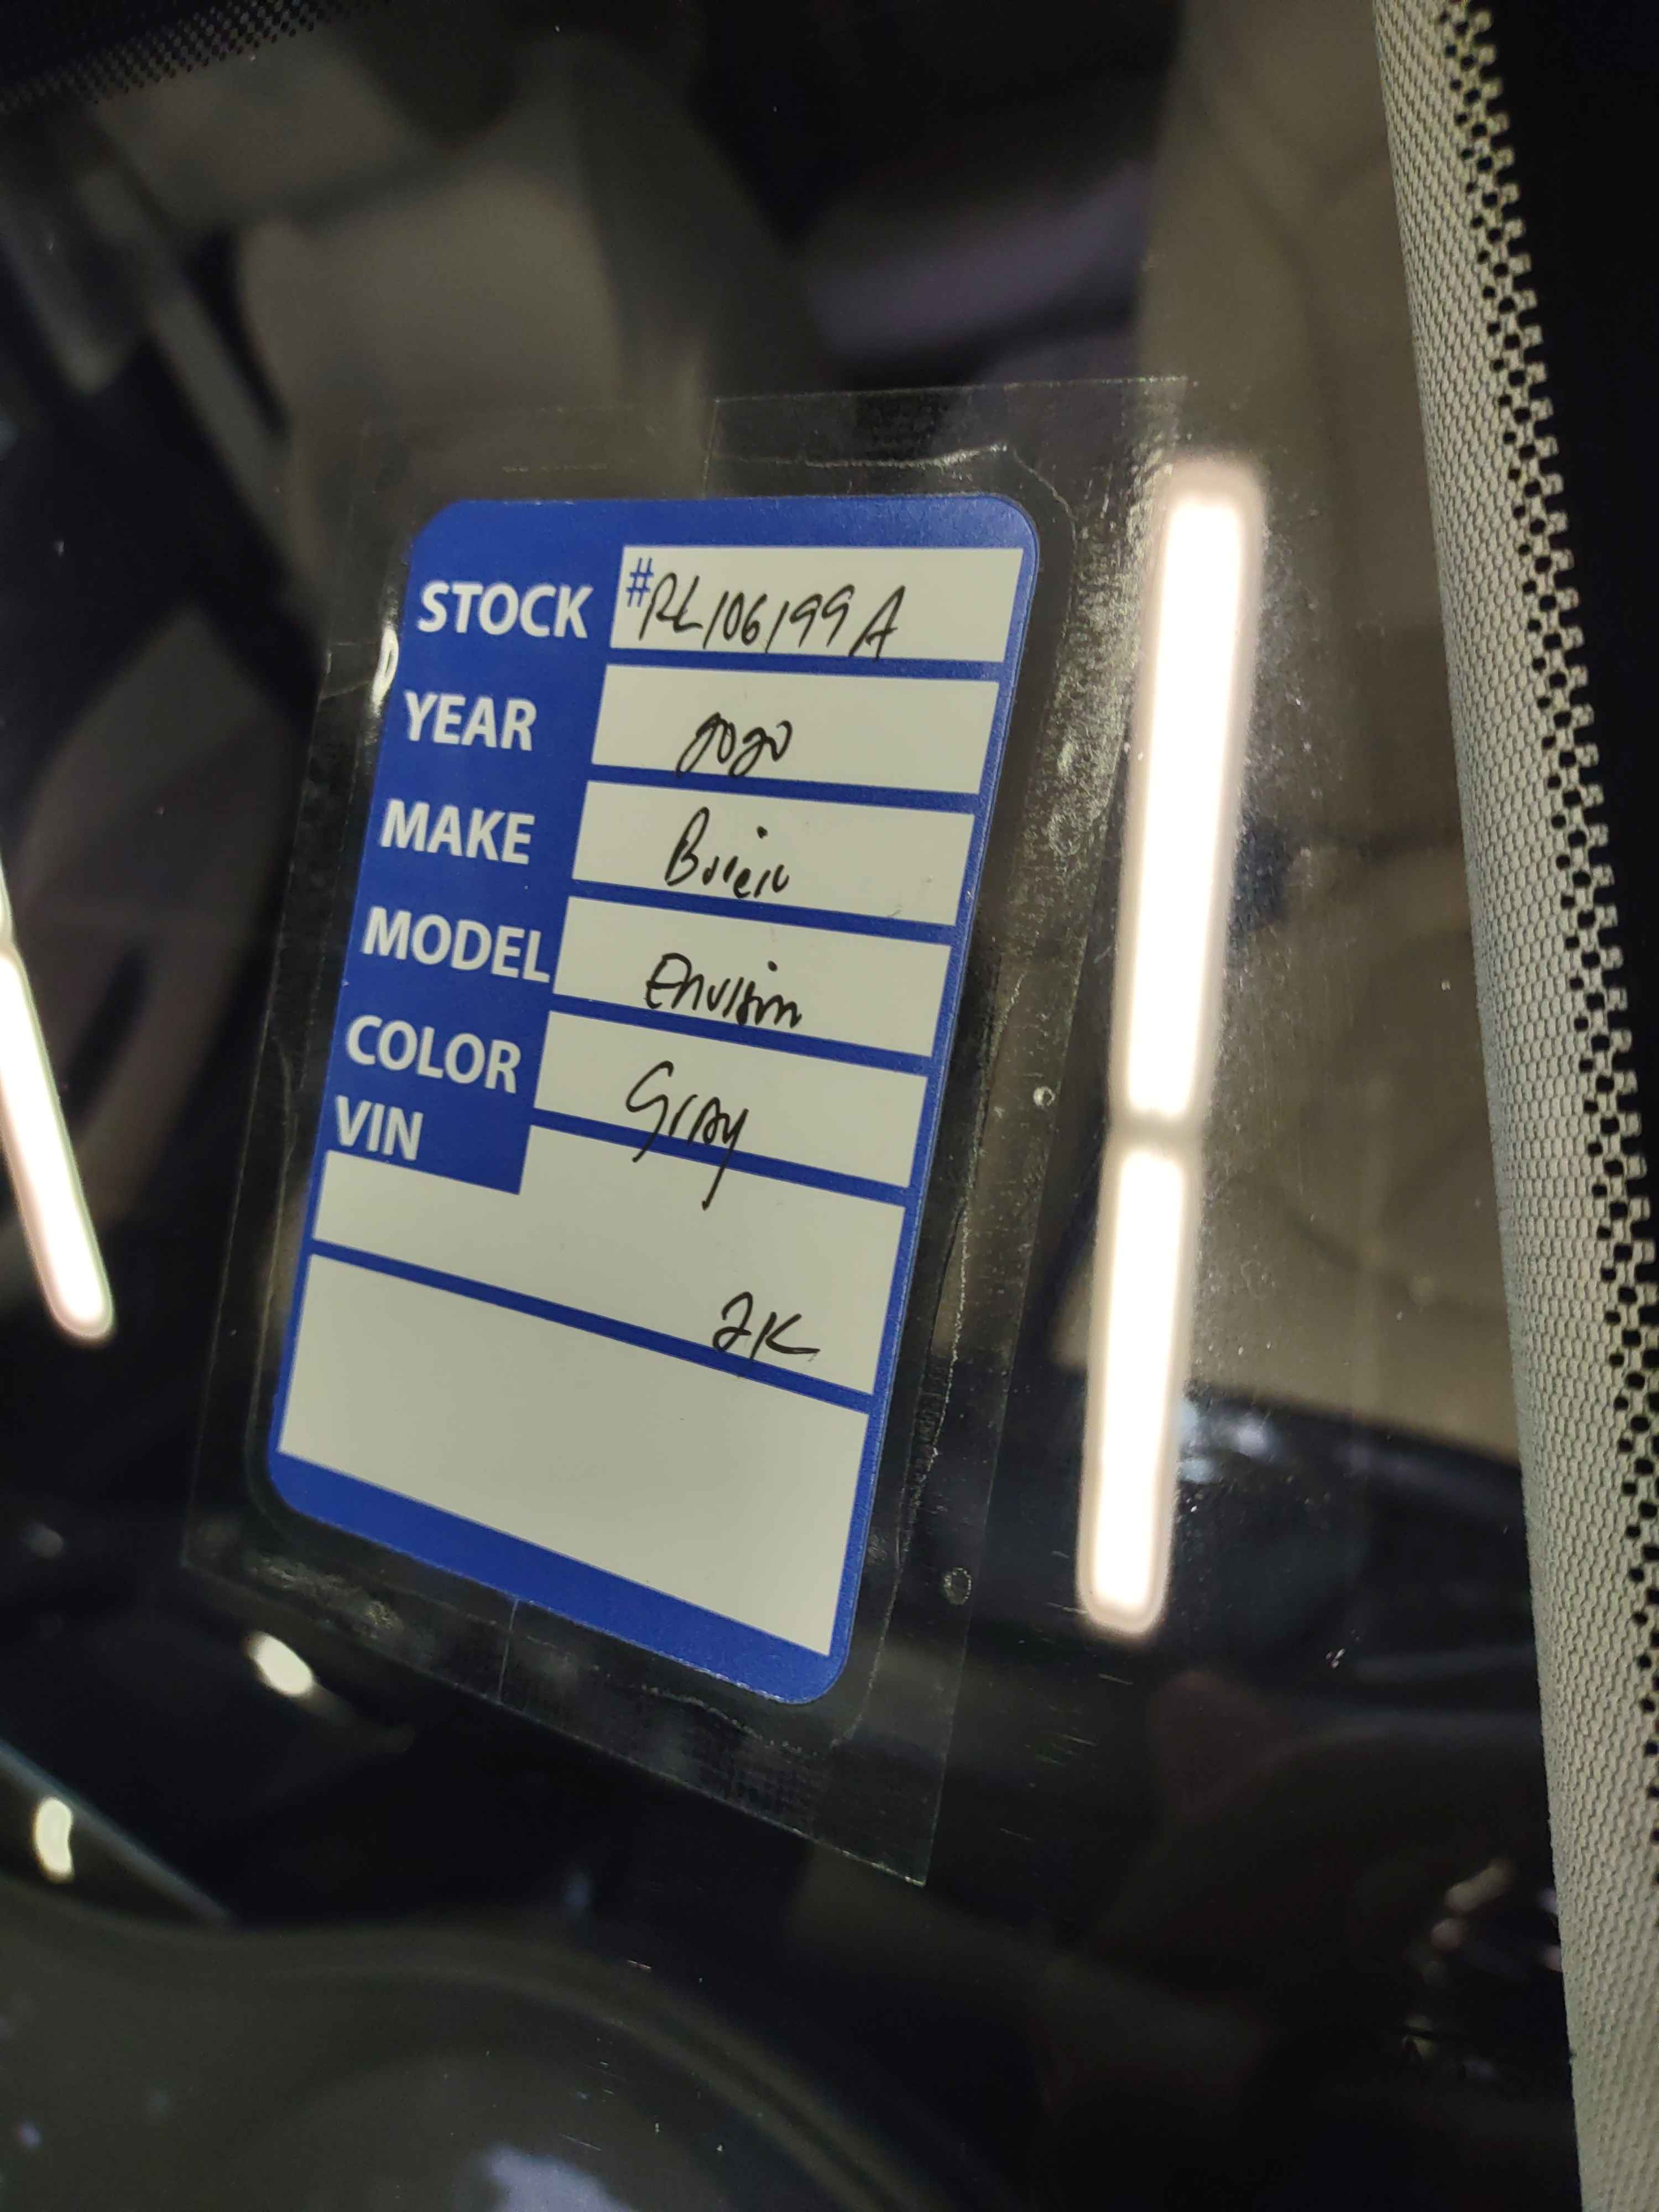 STOCK #RL106199A
YEAR 2020
MAKE Buick
MODEL Envision
COLOR Gray
VIN
2K